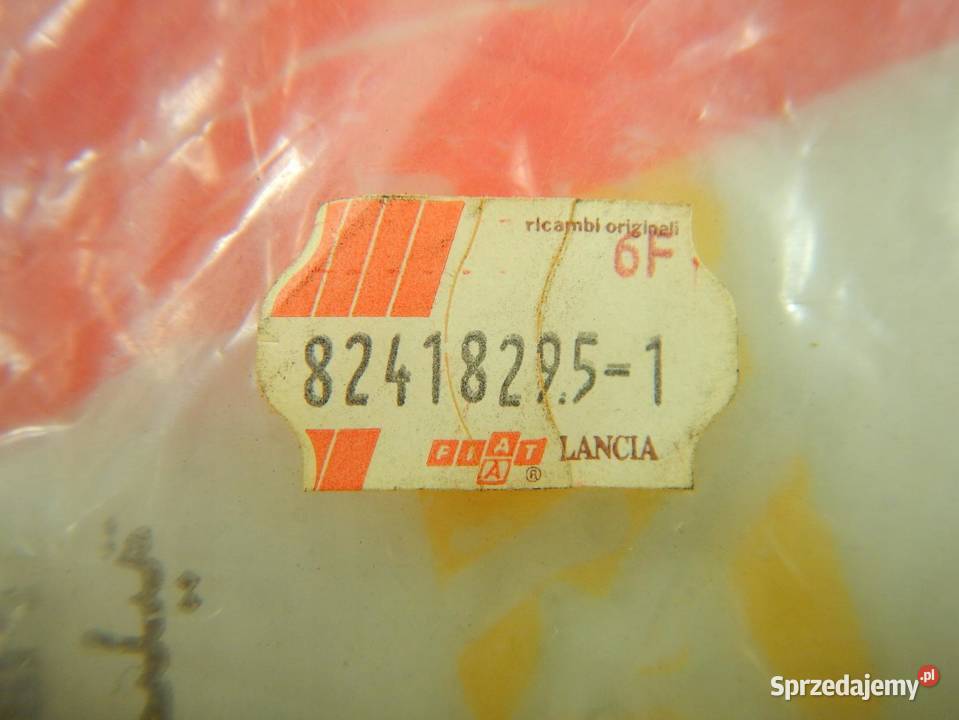 ricambi originali
6F
82418295-1
FIAT
A ® LANCIA
Sprzedajemy.pl